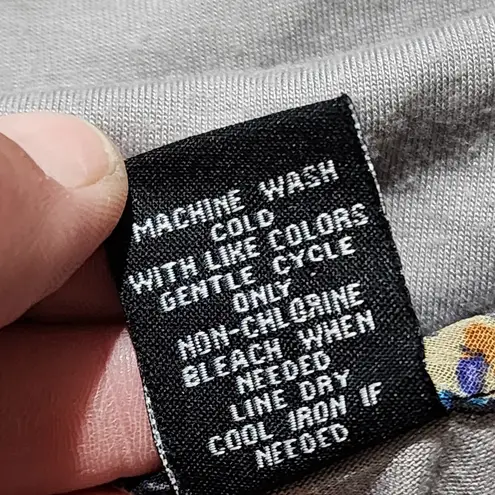 MACHINE WASH
COLD
WITH LIKE COLORS
GENTLE CYCLE
ONLY
NON-CHLORINE
BLEACH WHEN
NEEDED
LINE DRY
COOL IRON IF
NEEDED